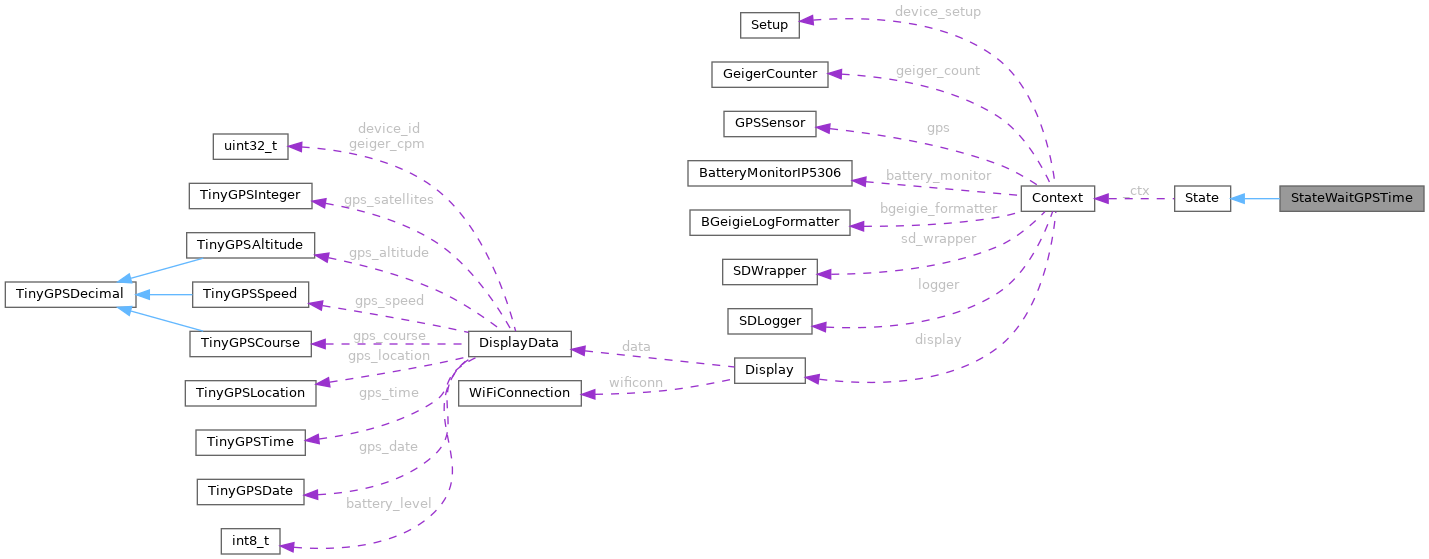 device_setup
Setup
GeigerCounter
geiger_count
GPSSensor
gps
device_id
geiger_cpm
uint32_t
BatteryMonitorIP5306
battery_monitor
TinyGPSInteger
gps_satellites
Context
ctx
State
StateWaitGPSTime
BGeigieLogFormatter
bgeigie_formatter
TinyGPSAltitude
gps_altitude
sd_wrapper
SDWrapper
TinyGPSDecimal
TinyGPSSpeed
gps_speed
logger
SDLogger
TinyGPSCourse
gps_course
DisplayData
data
display
gps_location
Display
TinyGPSLocation
gps_time
WiFiConnection
wificonn
TinyGPSTime
gps_date
TinyGPSDate
battery_level
int8_t